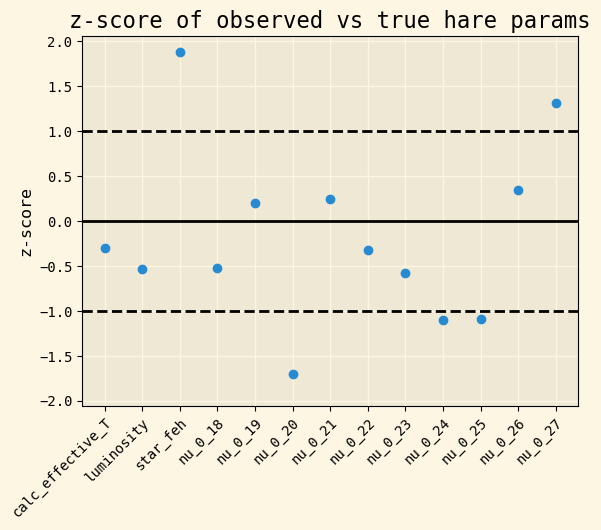 z-score of observed vs true hare params
2.0
1.5
1.0
0.5
0.0
−0.5
−1.0
−1.5
−2.0
z-score
calc_effective_T
luminosity
star_feh
nu_0_18
nu_0_19
nu_0_20
nu_0_21
nu_0_22
nu_0_23
nu_0_24
nu_0_25
nu_0_26
nu_0_27